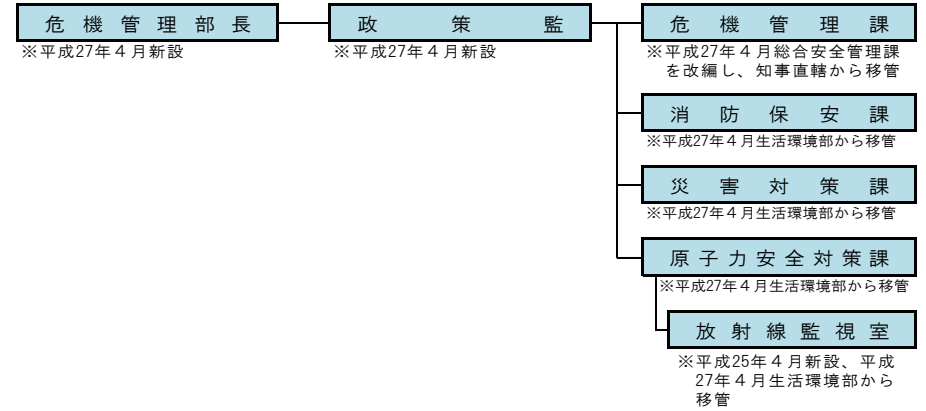 危機管理部長
※平成27年４月新設
政策監
※平成27年４月新設
危機管理課
※平成27年４月総合安全管理課
を改編し、知事直轄から移管
消防保安課
※平成27年４月生活環境部から移管
災害対策課
※平成27年４月生活環境部から移管
原子力安全対策課
※平成27年４月生活環境部から移管
放射線監視室
※平成25年４月新設、平成
27年４月生活環境部から
移管